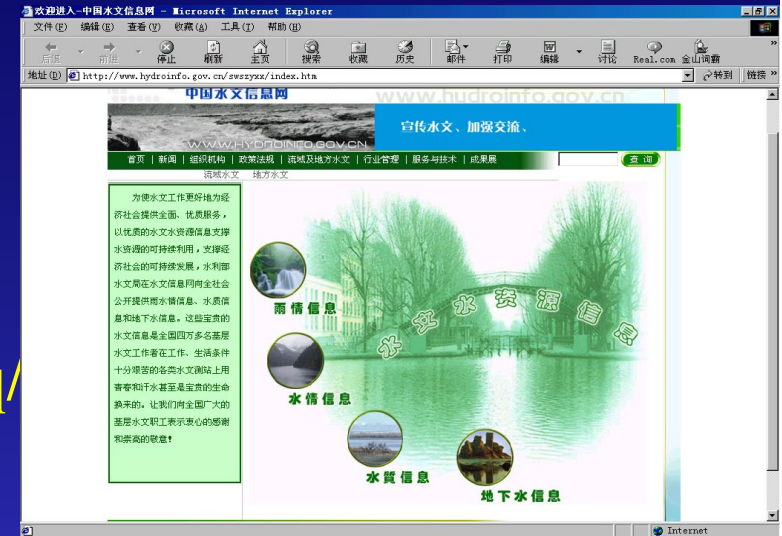 欢迎进入-中国水文信息网 - Microsoft Internet Explorer
文件(F) 编辑(E) 查看(V) 收藏(A) 工具(T) 帮助(H)
后退 前进 停止 刷新 主页 搜索 收藏 历史 邮件 打印 编辑 讨论 Real.com 金山词霸
地址(D) http://www.hydroinfo.gov.cn/swszyxx/index.htm 转到 链接 »
中国水文信息网
www.hudroinfo.gov.cn
WWW.HYDROINFO.GOV.CN
宣传水文、加强交流、
首页 | 新闻 | 组织机构 | 政策法规 | 流域及地方水文 | 行业管理 | 服务与技术 | 成果展 查 询
流域水文 地方水文
为使水文工作更好地为经
济社会提供全面、优质服务，
以优质的水文水资源信息支撑
水资源的可持续利用，支撑经
济社会的可持续发展，水利部
水文局在水文信息网向全社会
公开提供雨水情信息、水质信
息和地下水信息。这些宝贵的
水文信息是全国四万多名基层
水文工作者在工作、生活条件
十分艰苦的各类水文测站上用
青春和汗水甚至是宝贵的生命
换来的。让我们向全国广大的
基层水文职工表示衷心的感谢
和崇高的敬意！
水文水资源信息
雨情信息
水情信息
水質信息
地下水信息
Internet